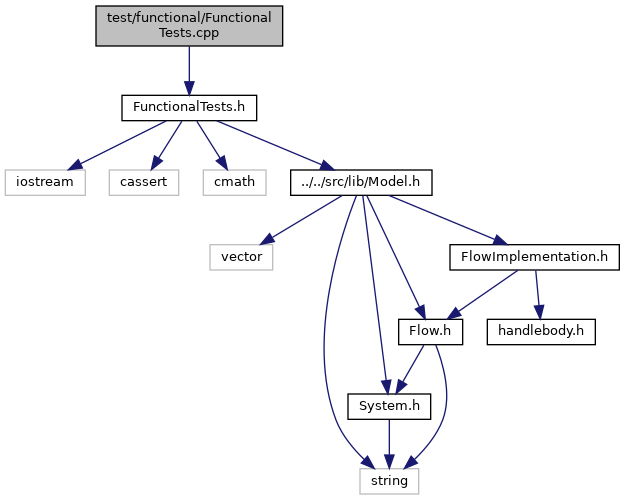 test/functional/Functional
Tests.cpp
FunctionalTests.h
iostream
cassert
cmath
../../src/lib/Model.h
vector
FlowImplementation.h
Flow.h
handlebody.h
System.h
string